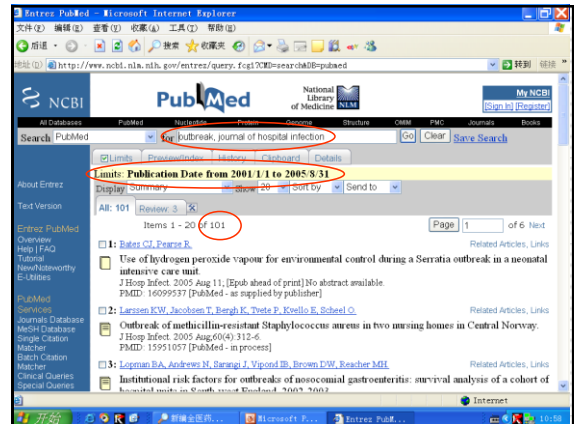 Entrez PubMed - Microsoft Internet Explorer
文件(F) 编辑(E) 查看(V) 收藏(A) 工具(T) 帮助(H)
后退 搜索 收藏夹
地址(D) http://www.ncbi.nlm.nih.gov/entrez/query.fcgi?CMD=search&DB=pubmed 转到 链接 »
NCBI PubMed National Library of Medicine NLM My NCBI
[Sign In] [Register]
All Databases PubMed Nucleotide Protein Genome Structure OMIM PMC Journals Books
Search PubMed for outbreak, journal of hospital infection Go Clear Save Search
Limits Preview/Index History Clipboard Details
Limits: Publication Date from 2001/1/1 to 2005/8/31
Display Summary Show 20 Sort by Send to
All: 101 Review: 3
Items 1 - 20 of 101 Page 1 of 6 Next
About Entrez
Text Version
Entrez PubMed
Overview
Help | FAQ
Tutorial
New/Noteworthy
E-Utilities
PubMed
Services
Journals Database
MeSH Database
Single Citation
Matcher
Batch Citation
Matcher
Clinical Queries
Special Queries
1: Bates CJ, Pearse R. Related Articles, Links
Use of hydrogen peroxide vapour for environmental control during a Serratia outbreak in a neonatal
intensive care unit.
J Hosp Infect. 2005 Aug 11; [Epub ahead of print] No abstract available.
PMID: 16099537 [PubMed - as supplied by publisher]
2: Larssen KW, Jacobsen T, Bergh K, Tvete P, Kvello E, Scheel O. Related Articles, Links
Outbreak of methicillin-resistant Staphylococcus aureus in two nursing homes in Central Norway.
J Hosp Infect. 2005 Aug;60(4):312-6.
PMID: 15951057 [PubMed - in process]
3: Lopman BA, Andrews N, Sarangi J, Vipond IB, Brown DW, Reacher MH. Related Articles, Links
Institutional risk factors for outbreaks of nosocomial gastroenteritis: survival analysis of a cohort of
hospital units in South-west England, 2002-2003.
Internet
开始 新编全医药... Microsoft P... Entrez PubM... 10:58